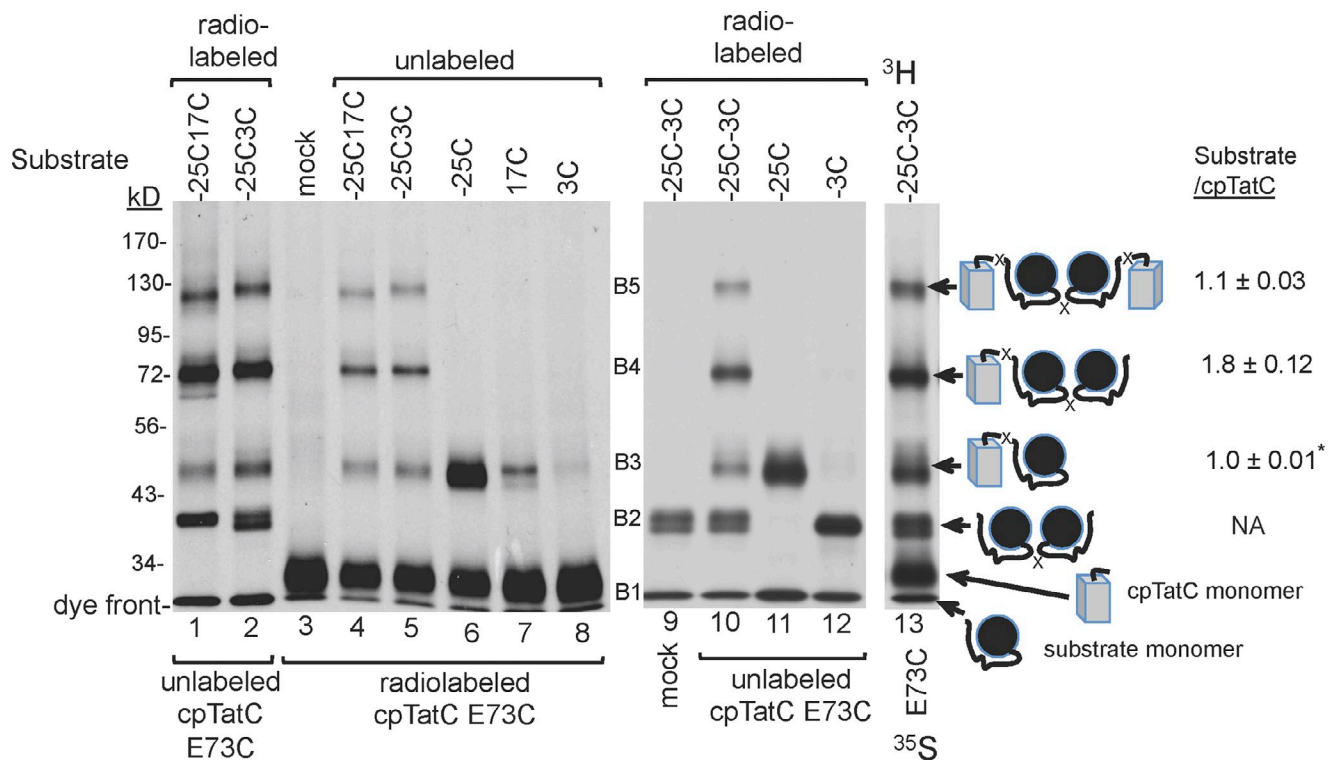 radio-
labeled
unlabeled
radio-
labeled
³H
Substrate
-25C17C
-25C3C
mock
-25C17C
-25C3C
-25C
17C
3C
-25C-3C
-25C-3C
-25C
-3C
-25C-3C
Substrate
/cpTatC
kD
170-
130-
95-
72-
56-
43-
34-
dye front-
B5
B4
B3
B2
B1
x
x
x
1.1 ± 0.03
x
x
1.8 ± 0.12
x
1.0 ± 0.01*
x
NA
cpTatC monomer
substrate monomer
1 2 3 4 5 6 7 8 9 10 11 12 13
unlabeled
cpTatC
E73C
radiolabeled
cpTatC E73C
mock
unlabeled
cpTatC E73C
E73C
³⁵S